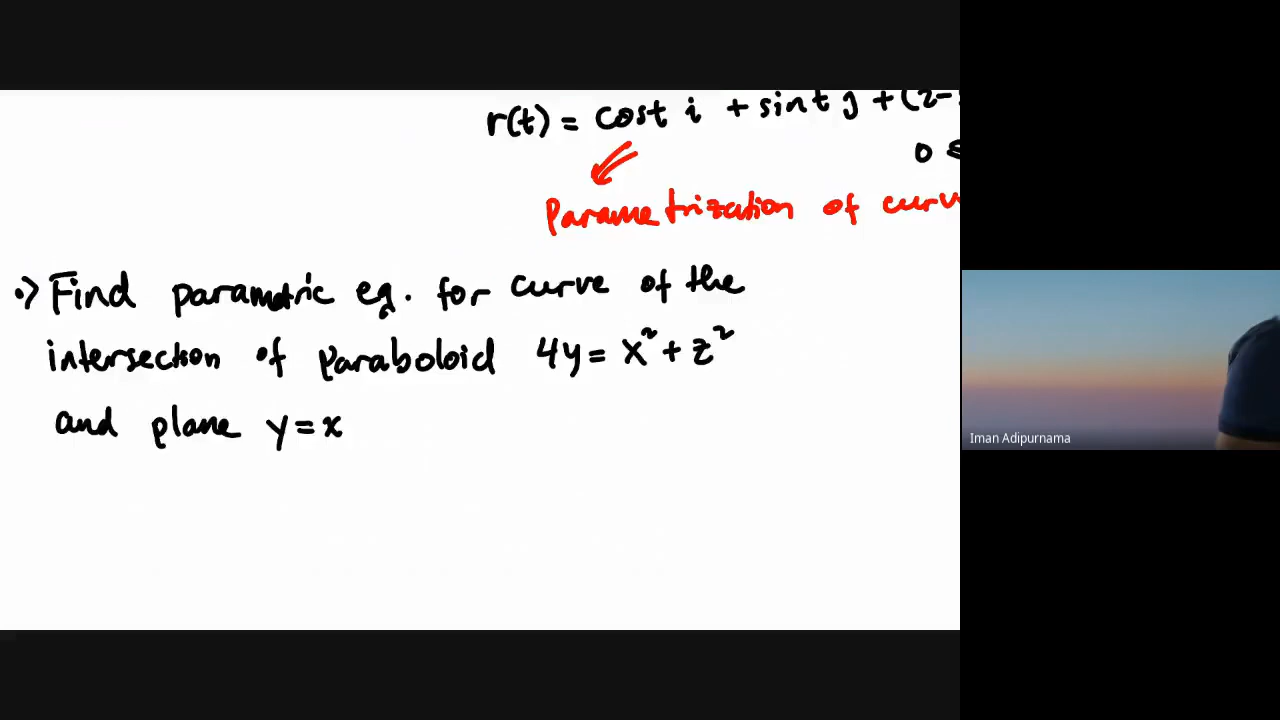 r(t) = cost i + sint j + (2-
0 ≤
Parametrization of curv
•) Find parametric eq. for curve of the
intersection of paraboloid 4y = x² + z²
and plane y = x
Iman Adipurnama